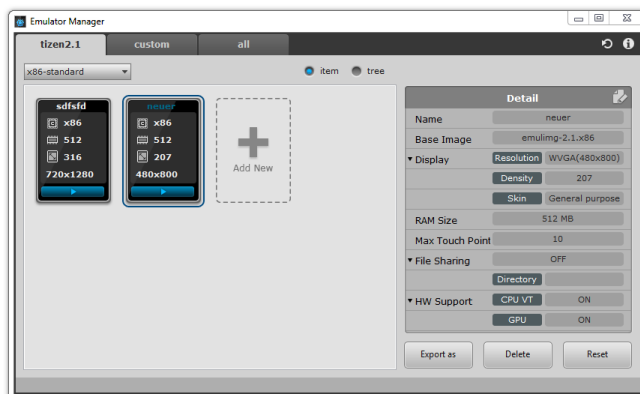 Emulator Manager
tizen2.1 custom all
x86-standard item tree
sdfsfd
x86
512
316
720x1280
neuer
x86
512
207
480x800
Add New
Detail
Name neuer
Base Image emulimg-2.1.x86
Display Resolution WVGA(480x800)
Density 207
Skin General purpose
RAM Size 512 MB
Max Touch Point 10
File Sharing OFF
Directory
HW Support CPU VT ON
GPU ON
Export as Delete Reset